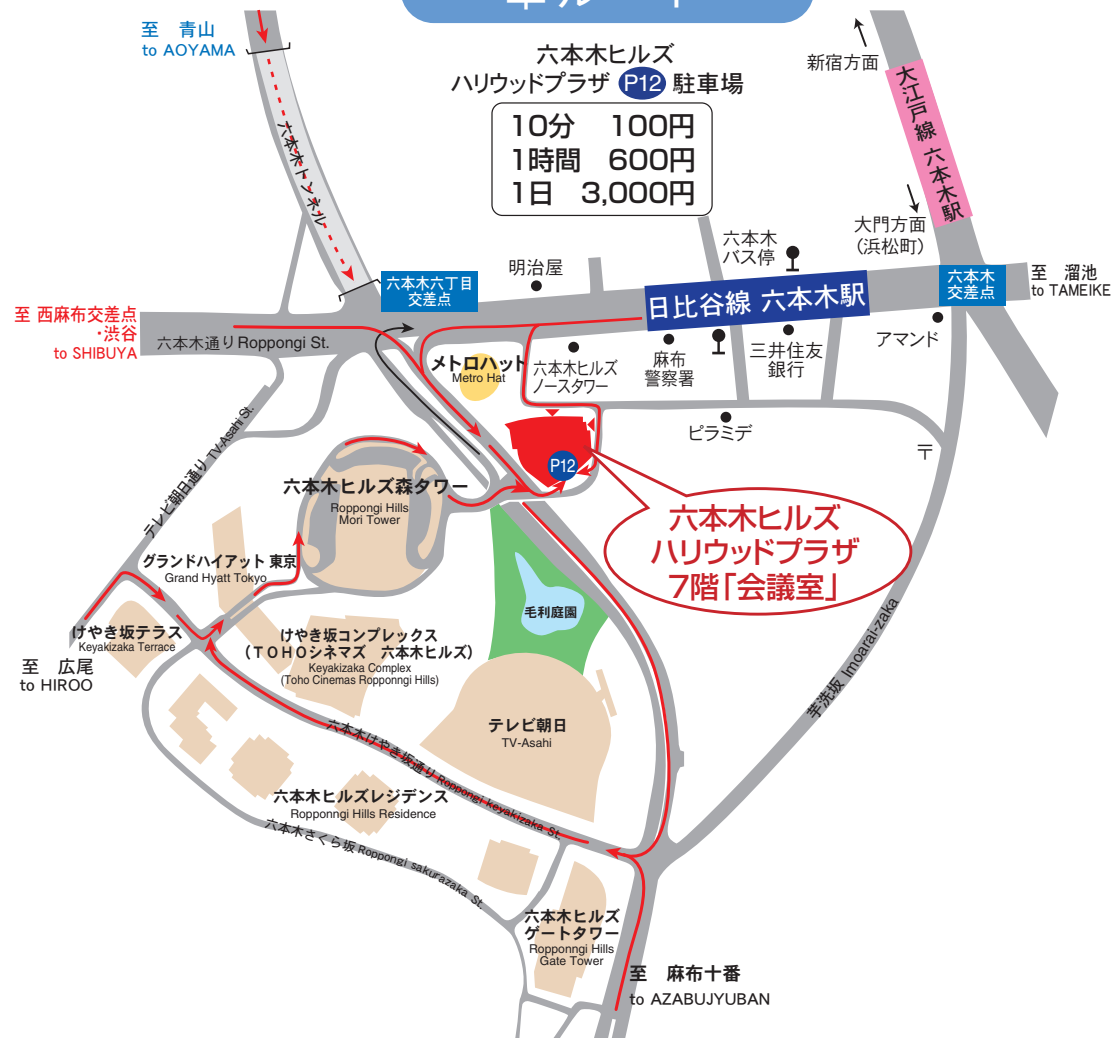 車ルート
至 青山
to AOYAMA
六本木トンネル
六本木ヒルズ
ハリウッドプラザ P12 駐車場
10分 100円
1時間 600円
1日 3,000円
新宿方面
大江戸線 六本木駅
大門方面
(浜松町)
六本木
バス停
明治屋
六本木六丁目
交差点
日比谷線 六本木駅
六本木
交差点
至 溜池
to TAMEIKE
至 西麻布交差点
・渋谷
to SHIBUYA
六本木通り Roppongi St.
メトロハット
Metro Hat
六本木ヒルズ
ノースタワー
麻布
警察署
三井住友
銀行
アマンド
ピラミデ
〒
テレビ朝日通り TV-Asahi St.
P12
六本木ヒルズ森タワー
Roppongi Hills
Mori Tower
六本木ヒルズ
ハリウッドプラザ
7階「会議室」
グランドハイアット 東京
Grand Hyatt Tokyo
毛利庭園
けやき坂テラス
Keyakizaka Terrace
けやき坂コンプレックス
(TOHOシネマズ 六本木ヒルズ)
Keyakizaka Complex
(Toho Cinemas Ropponngi Hills)
至 広尾
to HIROO
芋洗坂 Imoarai-zaka
テレビ朝日
TV-Asahi
六本木けやき坂通り Roppongi keyakizaka St.
六本木ヒルズレジデンス
Ropponngi Hills Residence
六本木さくら坂 Roppongi sakurazaka St.
六本木ヒルズ
ゲートタワー
Ropponngi Hills
Gate Tower
至 麻布十番
to AZABUJYUBAN